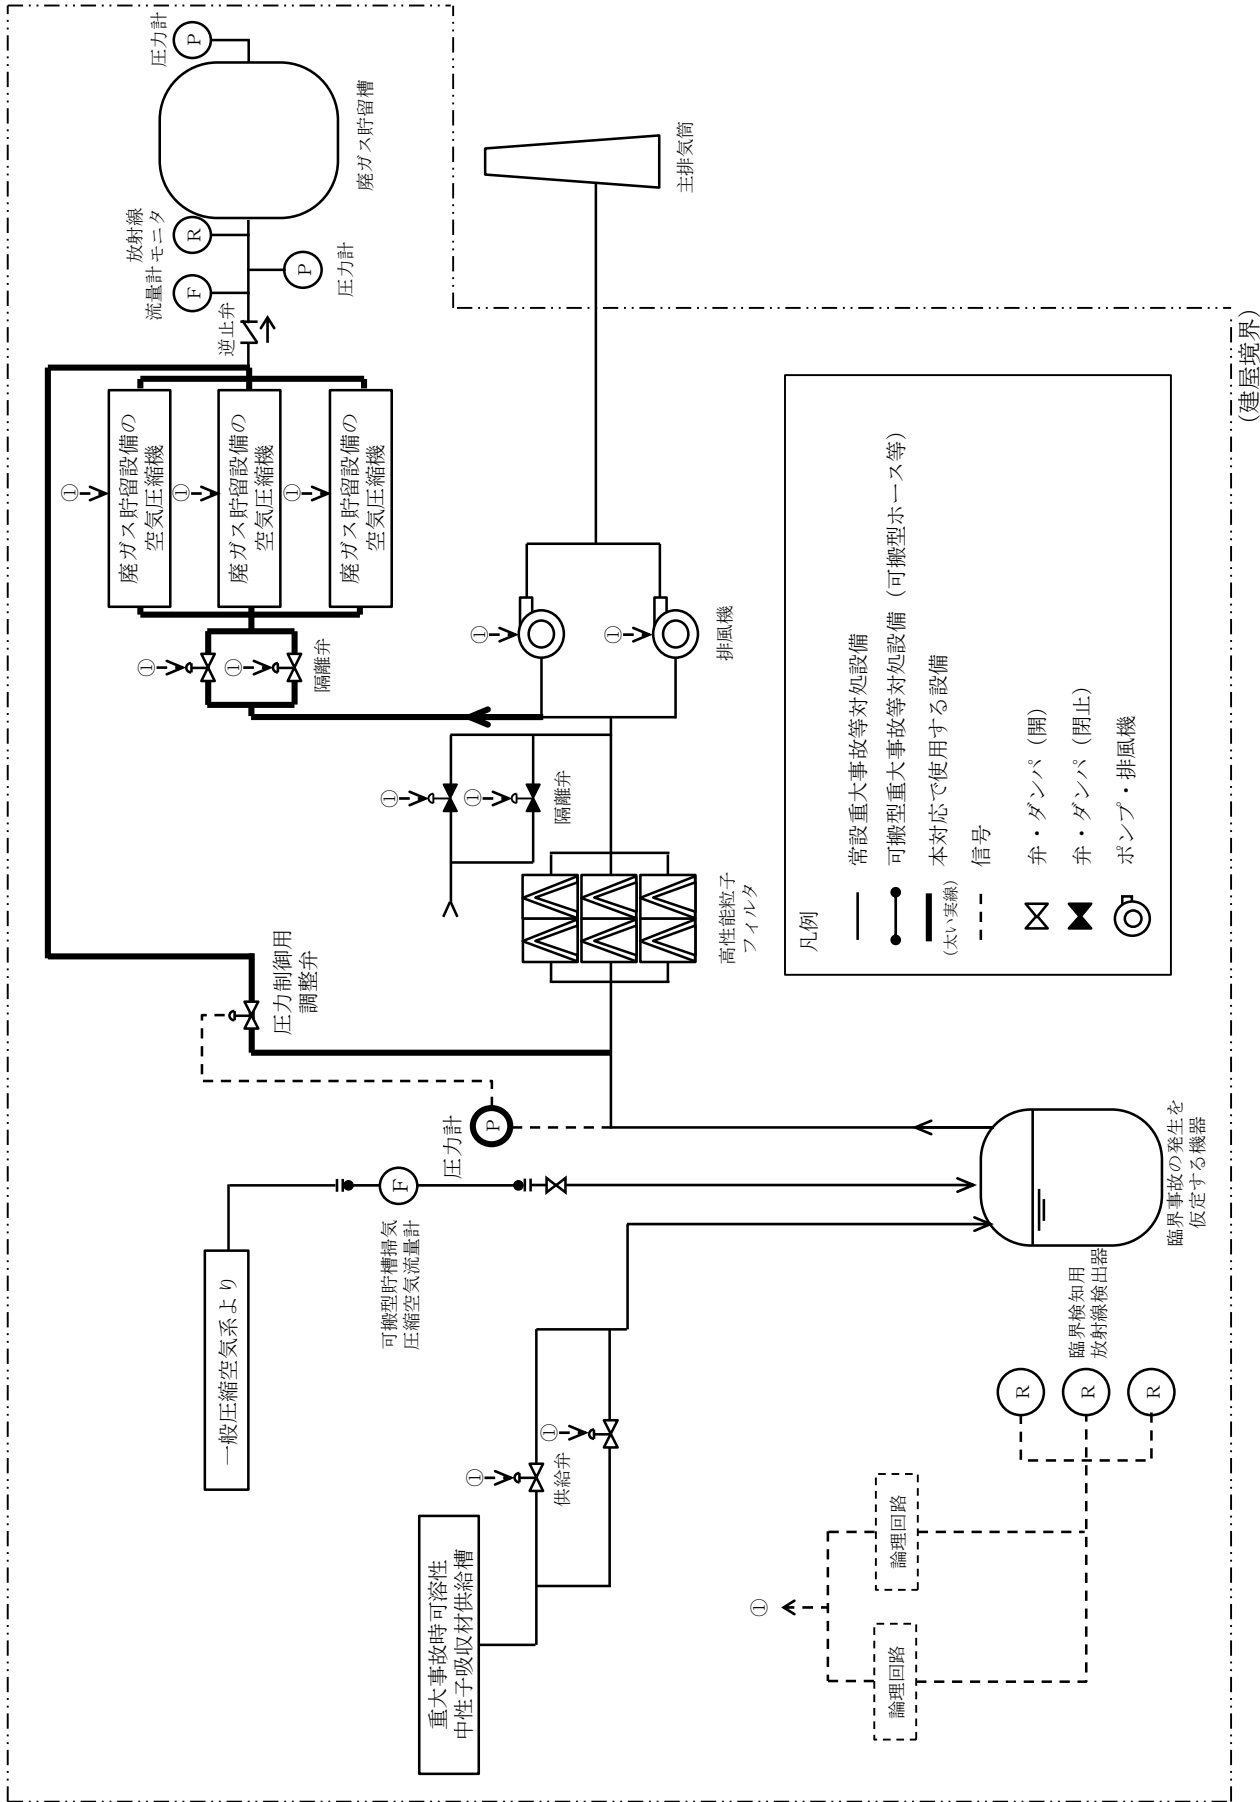 圧力計
P
廃ガス貯留槽
放射線
モニタ
R
流量計
F
P
圧力計
逆止弁
主排気筒
廃ガス貯留設備の
空気圧縮機
①
廃ガス貯留設備の
空気圧縮機
①
廃ガス貯留設備の
空気圧縮機
①
①
①
隔離弁
①
①
排風機
①
①
隔離弁
高性能粒子
フィルタ
圧力制御用
調整弁
圧力計
P
F
可搬型貯槽掃気
圧縮空気流量計
一般圧縮空気系より
臨界事故の発生を
仮定する機器
臨界検知用
放射線検出器
R
R
R
①
①
供給弁
重大事故時可溶性
中性子吸収材供給槽
論理回路
論理回路
①
凡例
常設重大事故等対処設備
可搬型重大事故等対処設備（可搬型ホース等）
本対応で使用する設備
(太い実線)
信号
弁・ダンパ（開）
弁・ダンパ（閉止）
ポンプ・排風機
(建屋境界)